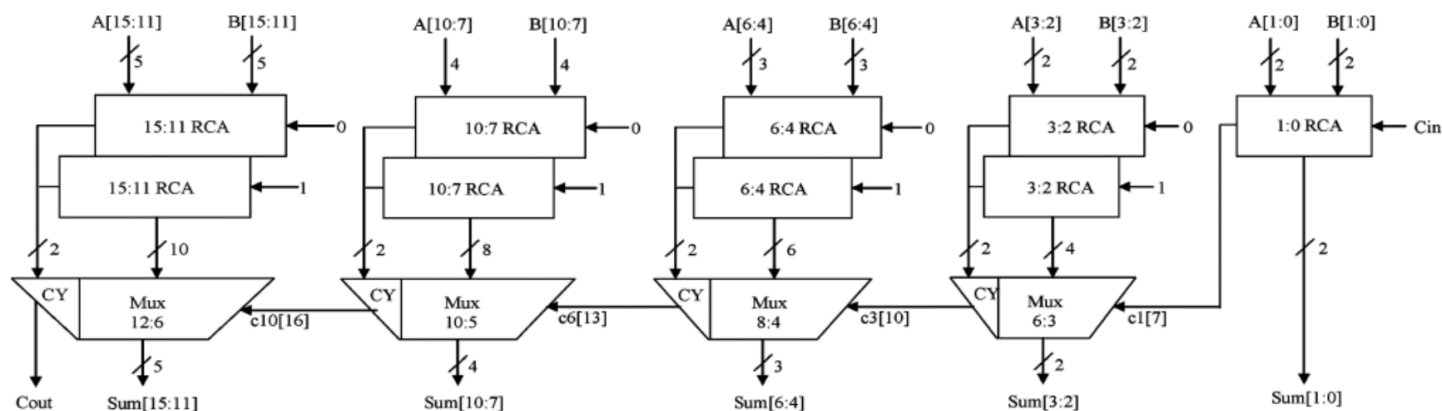 A[15:11] B[15:11] A[10:7] B[10:7] A[6:4] B[6:4] A[3:2] B[3:2] A[1:0] B[1:0]
5 5 4 4 3 3 2 2 2 2
15:11 RCA 0 10:7 RCA 0 6:4 RCA 0 3:2 RCA 0 1:0 RCA Cin
15:11 RCA 1 10:7 RCA 1 6:4 RCA 1 3:2 RCA 1
2 10 2 8 2 6 2 4 2
CY Mux CY Mux CY Mux CY Mux
12:6 c10[16] 10:5 c6[13] 8:4 c3[10] 6:3 c1[7]
5 4 3 2
Cout Sum[15:11] Sum[10:7] Sum[6:4] Sum[3:2] Sum[1:0]